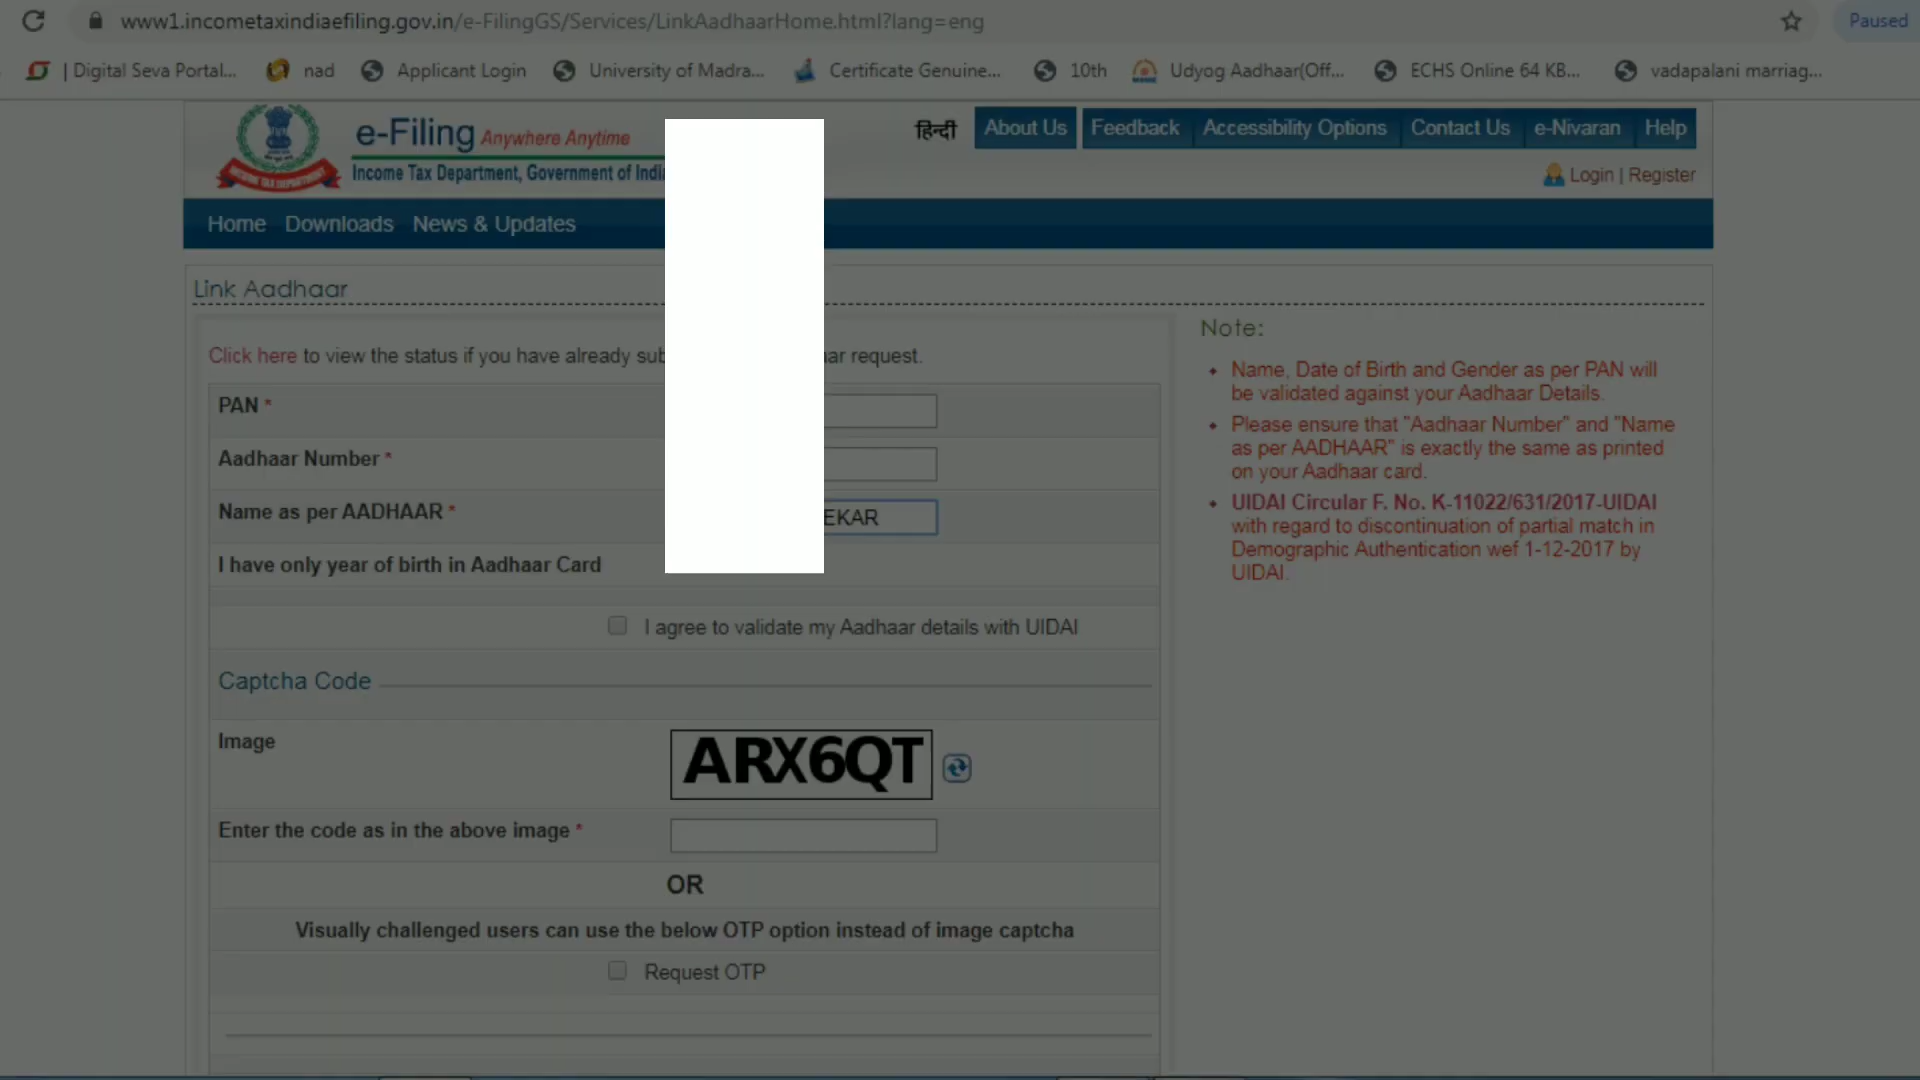 www1.incometaxindiaefiling.gov.in/e-FilingGS/Services/LinkAadhaarHome.html?lang=eng
Paused
| Digital Seva Portal...
nad
Applicant Login
University of Madra...
Certificate Genuine...
10th
Udyog Aadhaar(Off...
ECHS Online 64 KB...
vadapalani marriag...
e-Filing Anywhere Anytime
Income Tax Department, Government of Indi
INCOME TAX DEPARTMENT
हिन्दी
About Us
Feedback
Accessibility Options
Contact Us
e-Nivaran
Help
Login | Register
Home
Downloads
News & Updates
Link Aadhaar
Click here to view the status if you have already sub
ar request.
PAN *
Aadhaar Number *
Name as per AADHAAR *
EKAR
I have only year of birth in Aadhaar Card
I agree to validate my Aadhaar details with UIDAI
Captcha Code
Image
ARX6QT
Enter the code as in the above image *
OR
Visually challenged users can use the below OTP option instead of image captcha
Request OTP
Note:
Name, Date of Birth and Gender as per PAN will
be validated against your Aadhaar Details.
Please ensure that "Aadhaar Number" and "Name
as per AADHAAR" is exactly the same as printed
on your Aadhaar card.
UIDAI Circular F. No. K-11022/631/2017-UIDAI
with regard to discontinuation of partial match in
Demographic Authentication wef 1-12-2017 by
UIDAI.